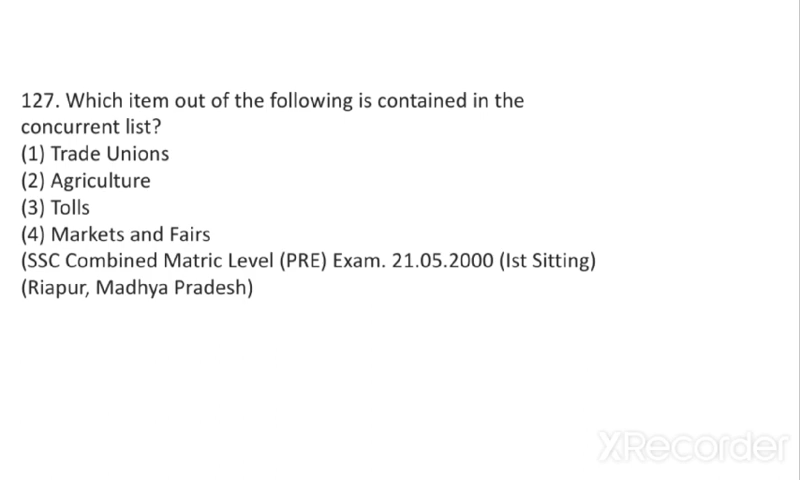 127. Which item out of the following is contained in the
concurrent list?
(1) Trade Unions
(2) Agriculture
(3) Tolls
(4) Markets and Fairs
(SSC Combined Matric Level (PRE) Exam. 21.05.2000 (Ist Sitting)
(Riapur, Madhya Pradesh)
XRecorder